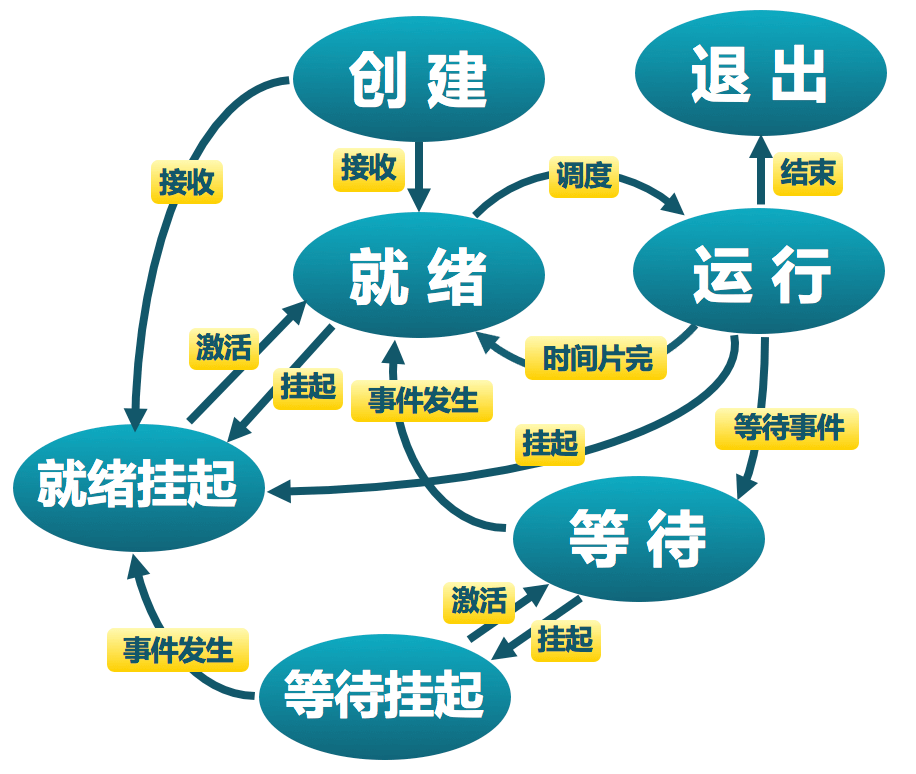 创建
退出
接收
接收
调度
结束
就绪
运行
激活
时间片完
挂起
事件发生
等待事件
挂起
就绪挂起
等待
激活
挂起
事件发生
等待挂起